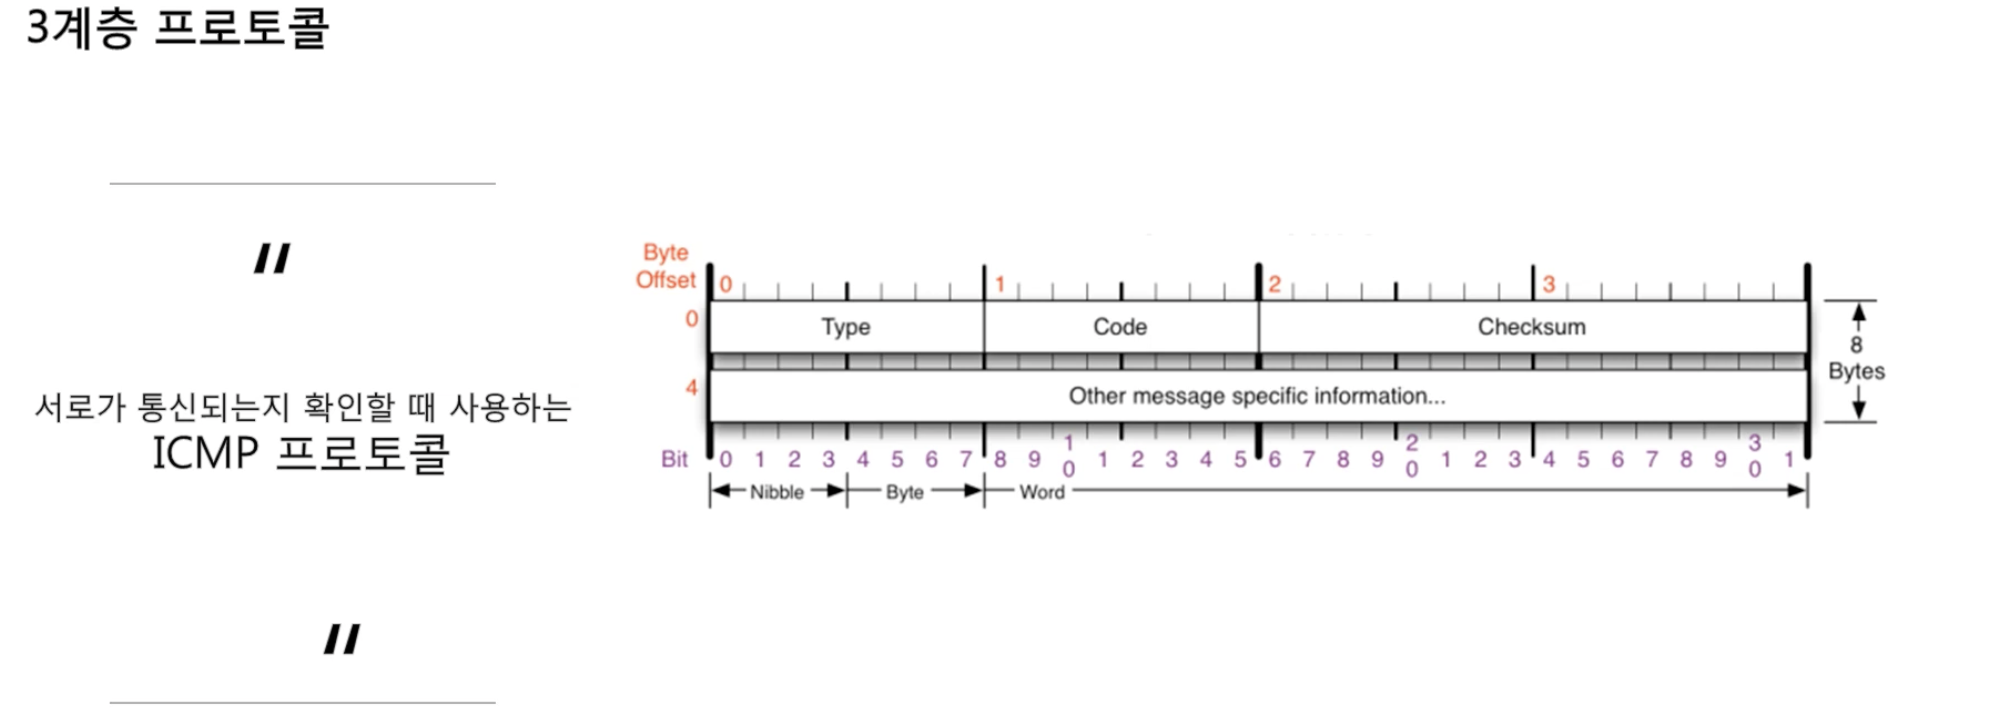 3계층 프로토콜
"
서로가 통신되는지 확인할 때 사용하는
ICMP 프로토콜
"
Byte
Offset
0 1 2 3
0
Type Code Checksum
4
Other message specific information...
8
Bytes
Bit 0 1 2 3 4 5 6 7 8 9 10 1 2 3 4 5 6 7 8 9 20 1 2 3 4 5 6 7 8 9 30 1
Nibble Byte Word